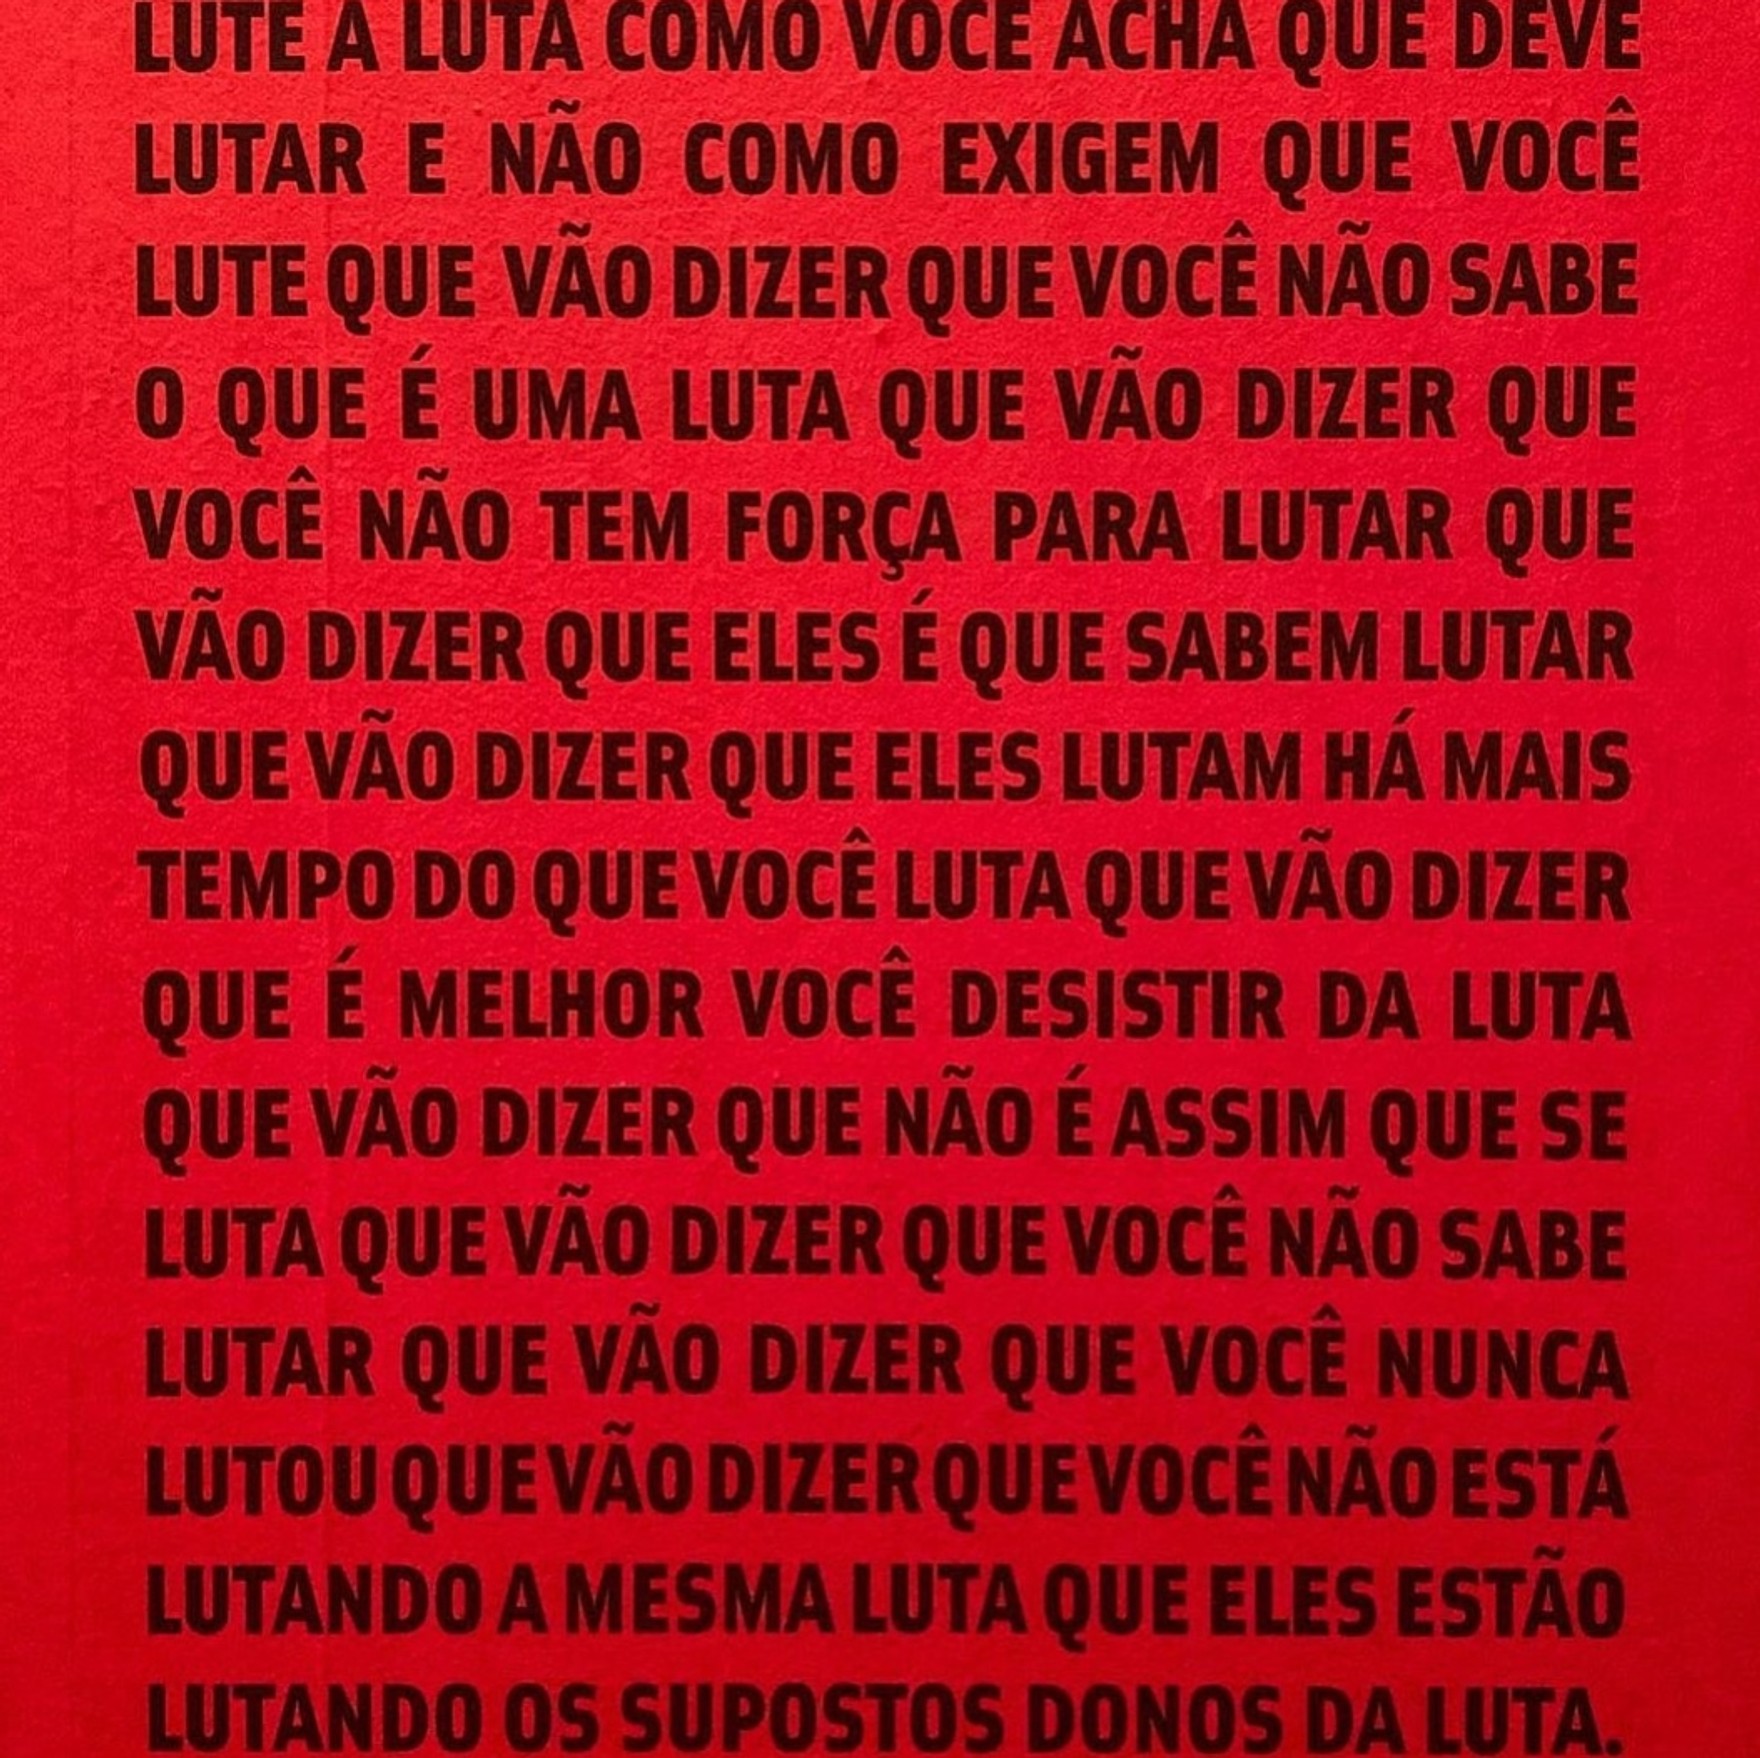 LUTE A LUTA COMO VOCÊ ACHA QUE DEVE
LUTAR E NÃO COMO EXIGEM QUE VOCÊ
LUTE QUE VÃO DIZER QUE VOCÊ NÃO SABE
O QUE É UMA LUTA QUE VÃO DIZER QUE
VOCÊ NÃO TEM FORÇA PARA LUTAR QUE
VÃO DIZER QUE ELES É QUE SABEM LUTAR
QUE VÃO DIZER QUE ELES LUTAM HÁ MAIS
TEMPO DO QUE VOCÊ LUTA QUE VÃO DIZER
QUE É MELHOR VOCÊ DESISTIR DA LUTA
QUE VÃO DIZER QUE NÃO É ASSIM QUE SE
LUTA QUE VÃO DIZER QUE VOCÊ NÃO SABE
LUTAR QUE VÃO DIZER QUE VOCÊ NUNCA
LUTOU QUE VÃO DIZER QUE VOCÊ NÃO ESTÁ
LUTANDO A MESMA LUTA QUE ELES ESTÃO
LUTANDO OS SUPOSTOS DONOS DA LUTA.